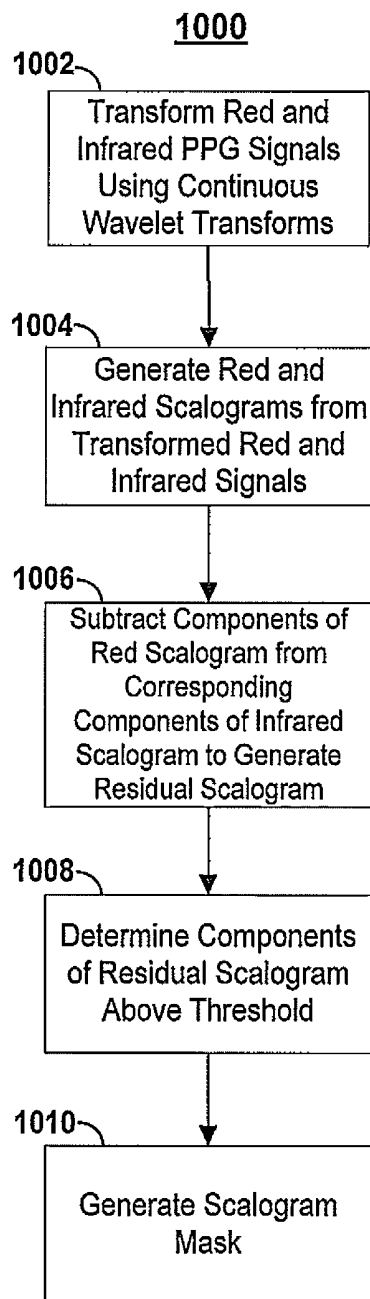 1000
1002
Transform Red and
Infrared PPG Signals
Using Continuous
Wavelet Transforms
1004
Generate Red and
Infrared Scalograms from
Transformed Red and
Infrared Signals
1006
Subtract Components of
Red Scalogram from
Corresponding
Components of Infrared
Scalogram to Generate
Residual Scalogram
1008
Determine Components
of Residual Scalogram
Above Threshold
1010
Generate Scalogram
Mask